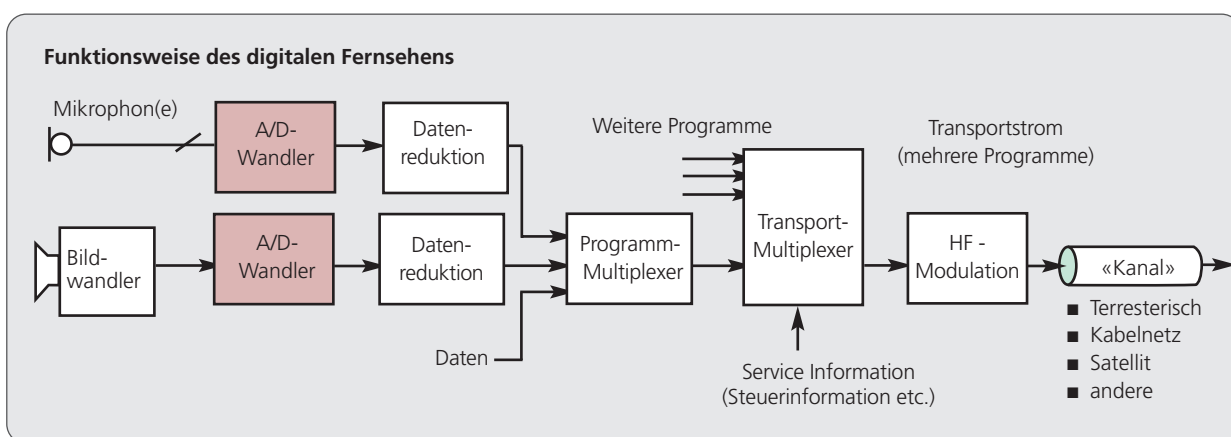 Funktionsweise des digitalen Fernsehens
Mikrophon(e)
A/D-
Wandler
Daten-
reduktion
Weitere Programme
Transportstrom
(mehrere Programme)
Bild-
wandler
A/D-
Wandler
Daten-
reduktion
Programm-
Multiplexer
Transport-
Multiplexer
HF -
Modulation
«Kanal»
Daten
Service Information
(Steuerinformation etc.)
■ Terresterisch
■ Kabelnetz
■ Satellit
■ andere